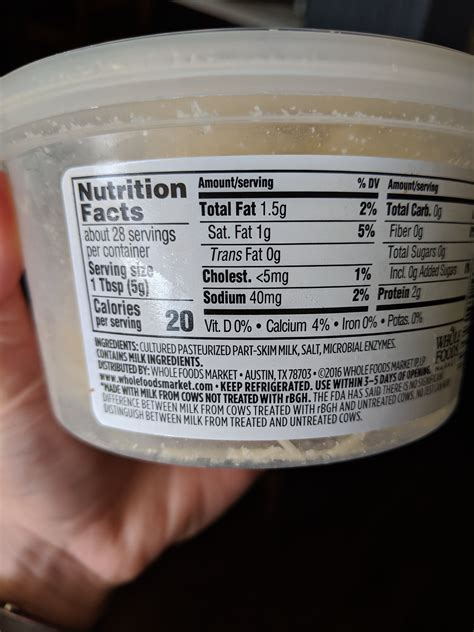 Nutrition
Facts
about 28 servings
per container
Serving size
1 Tbsp (5g)
Calories
per serving 20
Amount/serving % DV
Total Fat 1.5g 2%
Sat. Fat 1g 5%
Trans Fat 0g
Cholest. <5mg 1%
Sodium 40mg 2%
Amount/serving
Total Carb. 0g
Fiber 0g
Total Sugars 0g
Incl. 0g Added Sugars
Protein 2g
Vit. D 0% • Calcium 4% • Iron 0% • Potas. 0%
INGREDIENTS: CULTURED PASTEURIZED PART-SKIM MILK, SALT, MICROBIAL ENZYMES.
CONTAINS MILK INGREDIENTS.
DISTRIBUTED BY: WHOLE FOODS MARKET • AUSTIN, TX 78703 • ©2016 WHOLE FOODS MARKET IP. LP.
www.wholefoodsmarket.com • KEEP REFRIGERATED. USE WITHIN 3-5 DAYS OF OPENING.
*MADE WITH MILK FROM COWS NOT TREATED WITH rBGH. THE FDA HAS SAID THERE IS NO SIGNIFICANT
DIFFERENCE BETWEEN MILK FROM COWS TREATED WITH rBGH AND UNTREATED COWS. NO TEST CAN NOW
DISTINGUISH BETWEEN MILK FROM TREATED AND UNTREATED COWS.
WHOLE
FOODS